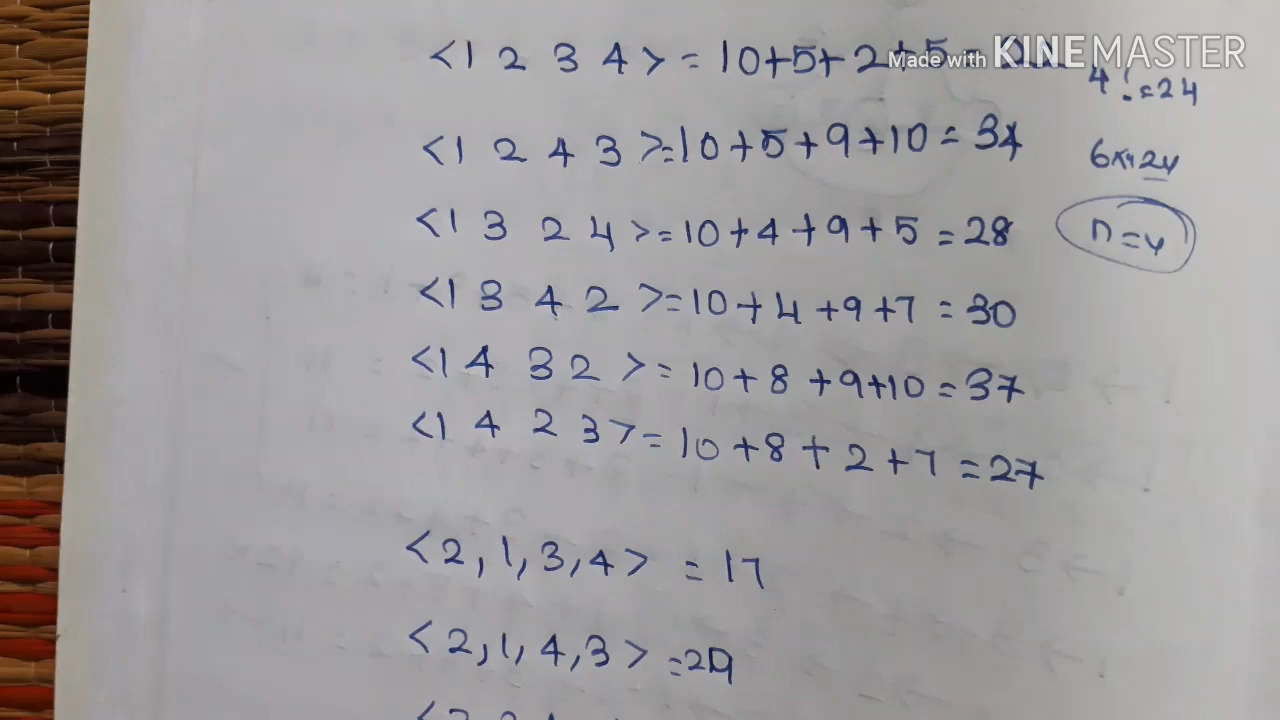 <1 2 3 4> = 10+5+2+5=22
Made with KINEMASTER
4!=24
<1 2 4 3>=10+5+9+10=34
6x4 24
<1 3 2 4>=10+4+9+5=28
n=4
<1 3 4 2>=10+4+9+7=30
<1 4 3 2>=10+8+9+10=37
<1 4 2 3>=10+8+2+7=27
<2,1,3,4> = 17
<2,1,4,3> =29